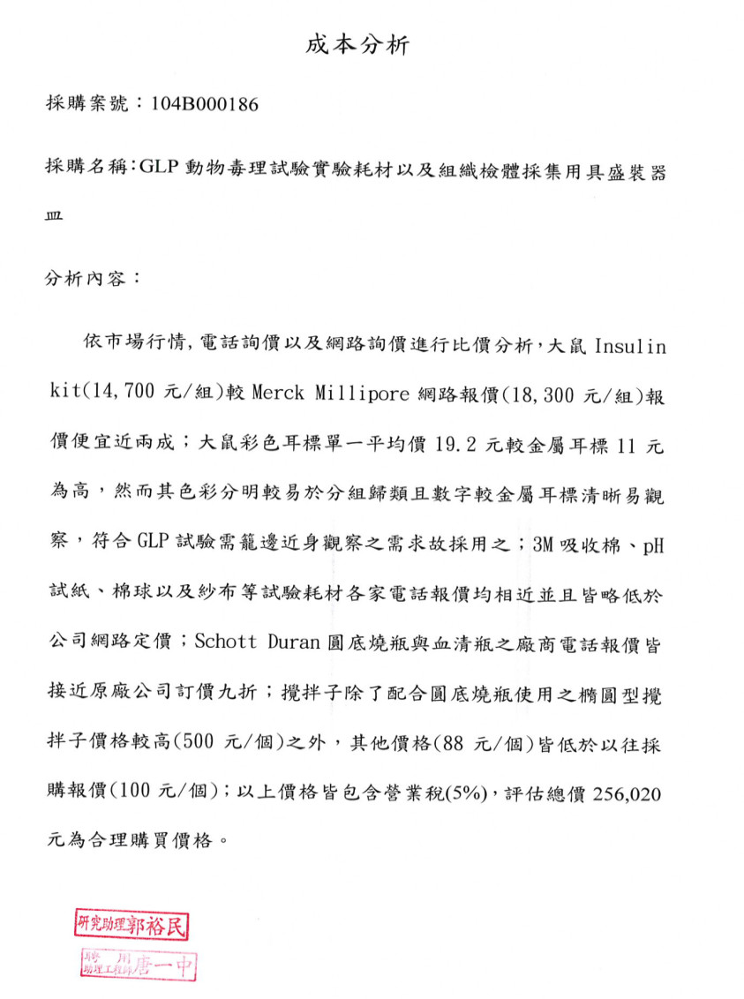 成本分析
採購案號：104B000186
採購名稱:GLP 動物毒理試驗實驗耗材以及組織檢體採集用具盛裝器
皿
分析內容：
依市場行情,電話詢價以及網路詢價進行比價分析，大鼠 Insulin
kit(14,700 元/組)較 Merck Millipore 網路報價(18,300 元/組)報
價便宜近兩成；大鼠彩色耳標單一平均價 19.2 元較金屬耳標 11 元
為高，然而其色彩分明較易於分組歸類且數字較金屬耳標清晰易觀
察，符合 GLP 試驗需籠邊近身觀察之需求故採用之；3M 吸收棉、pH
試紙、棉球以及紗布等試驗耗材各家電話報價均相近並且皆略低於
公司網路定價；Schott Duran 圓底燒瓶與血清瓶之廠商電話報價皆
接近原廠公司訂價九折；攪拌子除了配合圓底燒瓶使用之橢圓型攪
拌子價格較高(500 元/個)之外，其他價格(88 元/個)皆低於以往採
購報價(100 元/個)；以上價格皆包含營業稅(5%)，評估總價 256,020
元為合理購買價格。
研究助理郭裕民
聘用
助理工程師唐一中